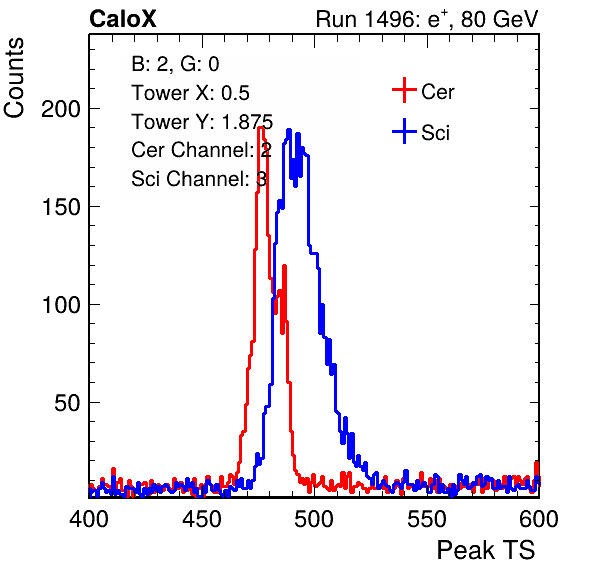 CaloX Run 1496: e⁺, 80 GeV
Counts
B: 2, G: 0
Tower X: 0.5
Tower Y: 1.875
Cer Channel: 2
Sci Channel: 3
Cer
Sci
200
150
100
50
400 450 500 550 600
Peak TS